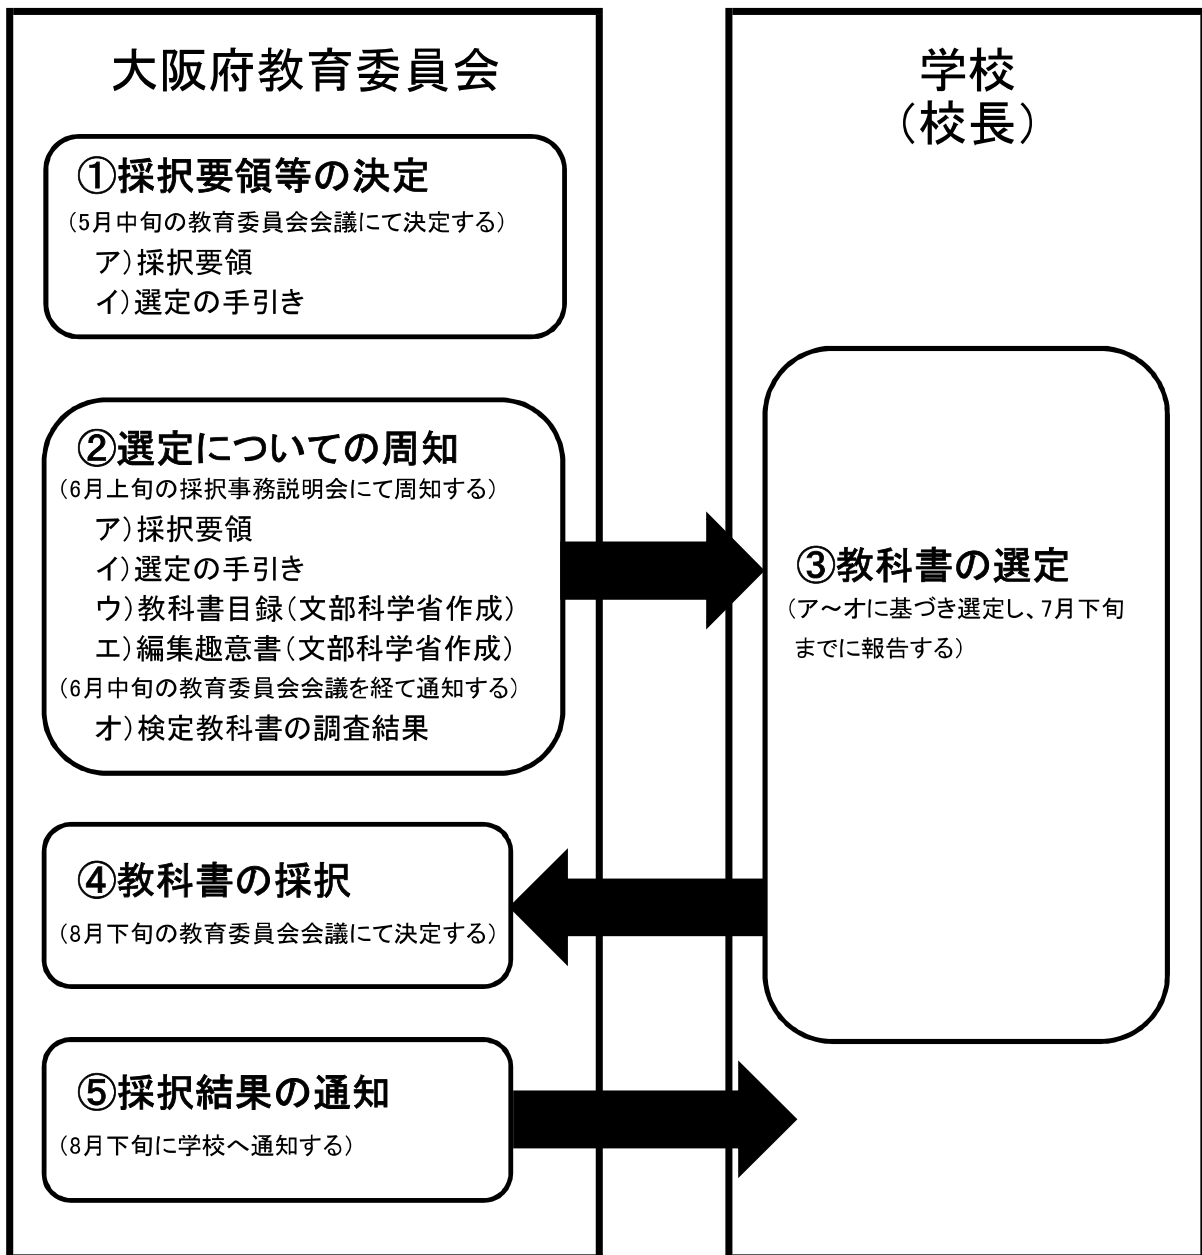 大阪府教育委員会
①採択要領等の決定
(5月中旬の教育委員会会議にて決定する)
ア)採択要領
イ)選定の手引き
②選定についての周知
(6月上旬の採択事務説明会にて周知する)
ア)採択要領
イ)選定の手引き
ウ)教科書目録(文部科学省作成)
エ)編集趣意書(文部科学省作成)
(6月中旬の教育委員会会議を経て通知する)
オ)検定教科書の調査結果
④教科書の採択
(8月下旬の教育委員会会議にて決定する)
⑤採択結果の通知
(8月下旬に学校へ通知する)
学校
(校長)
③教科書の選定
(ア～オに基づき選定し、7月下旬
までに報告する)